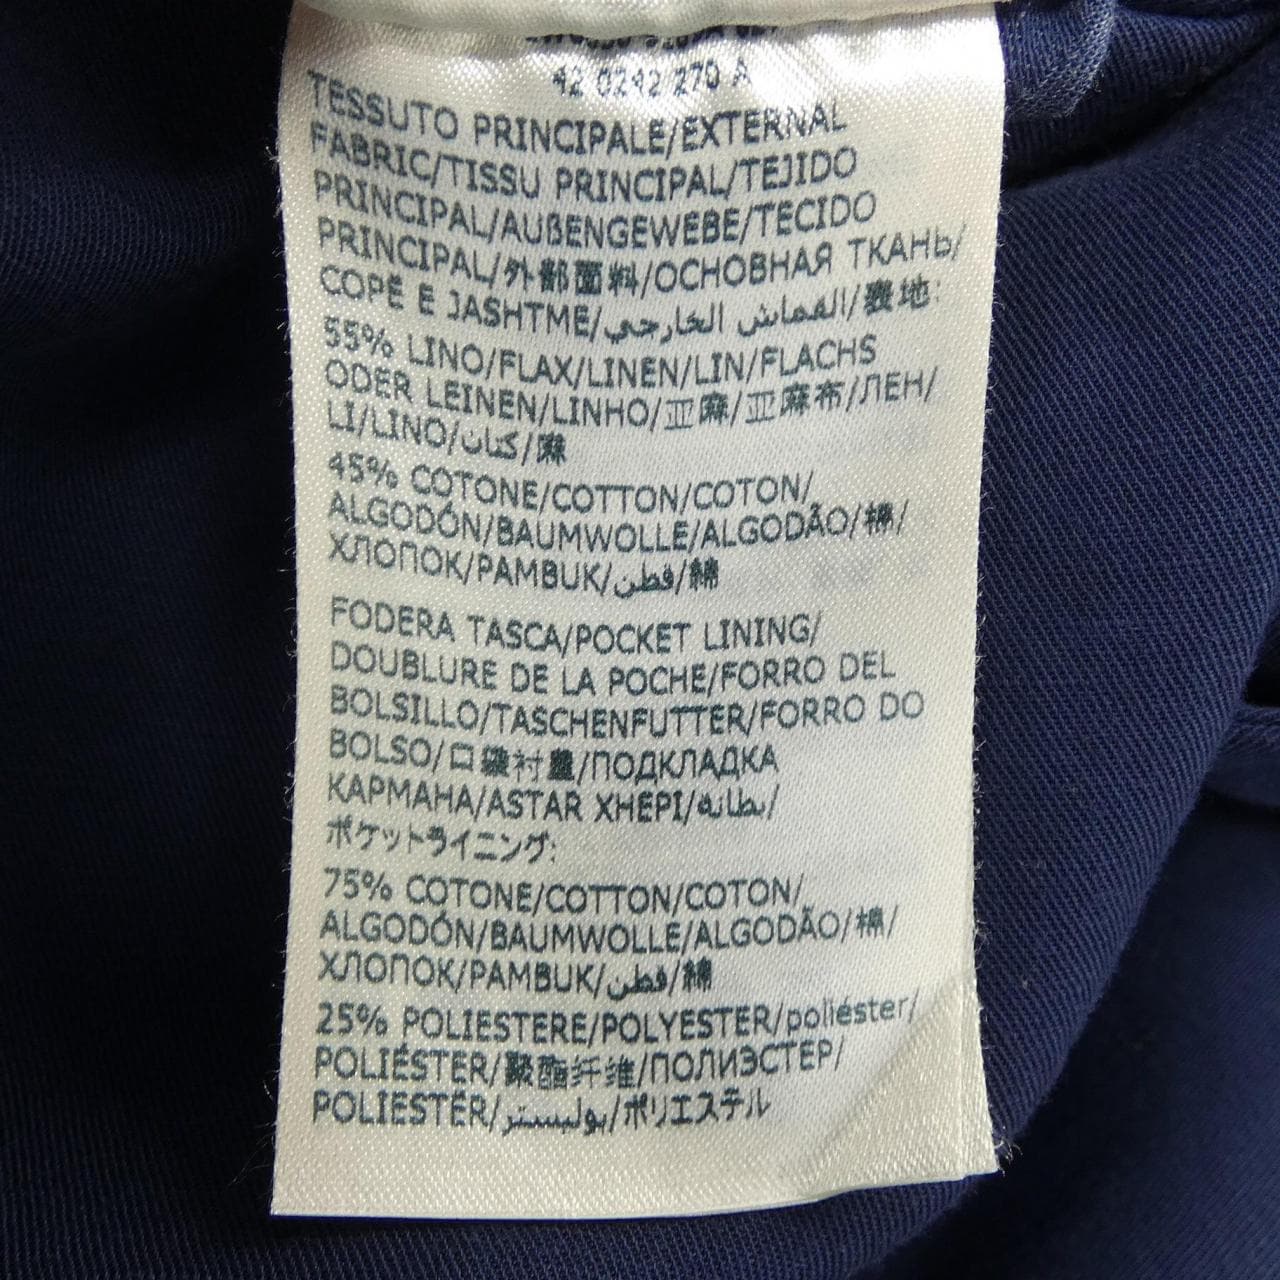 42 0242 270 A
TESSUTO PRINCIPALE/EXTERNAL
FABRIC/TISSU PRINCIPAL/TEJIDO
PRINCIPAL/AUßENGEWEBE/TECIDO
PRINCIPAL/外部面料/ОСНОВНАЯ ТКАНЬ/
COPË E JASHTME/القماش الخارجي/表地:
55% LINO/FLAX/LINEN/LIN/FLACHS
ODER LEINEN/LINHO/亚麻/亚麻布/ЛЕН/
LI/LINO/كتان/麻
45% COTONE/COTTON/COTON/
ALGODÓN/BAUMWOLLE/ALGODÃO/棉/
ХЛОПОК/PAMBUK/قطن/綿
FODERA TASCA/POCKET LINING/
DOUBLURE DE LA POCHE/FORRO DEL
BOLSILLO/TASCHENFUTTER/FORRO DO
BOLSO/口袋衬量/ПОДКЛАДКА
КАРМАНА/ASTAR XHEPI/بطانه/
ポケットライニング:
75% COTONE/COTTON/COTON/
ALGODÓN/BAUMWOLLE/ALGODÃO/棉/
ХЛОПОК/PAMBUK/قطن/綿
25% POLIESTERE/POLYESTER/poliéster/
POLIÉSTER/聚酯纤维/ПОЛИЭСТЕР/
POLIESTËR/بوليستر/ポリエステル